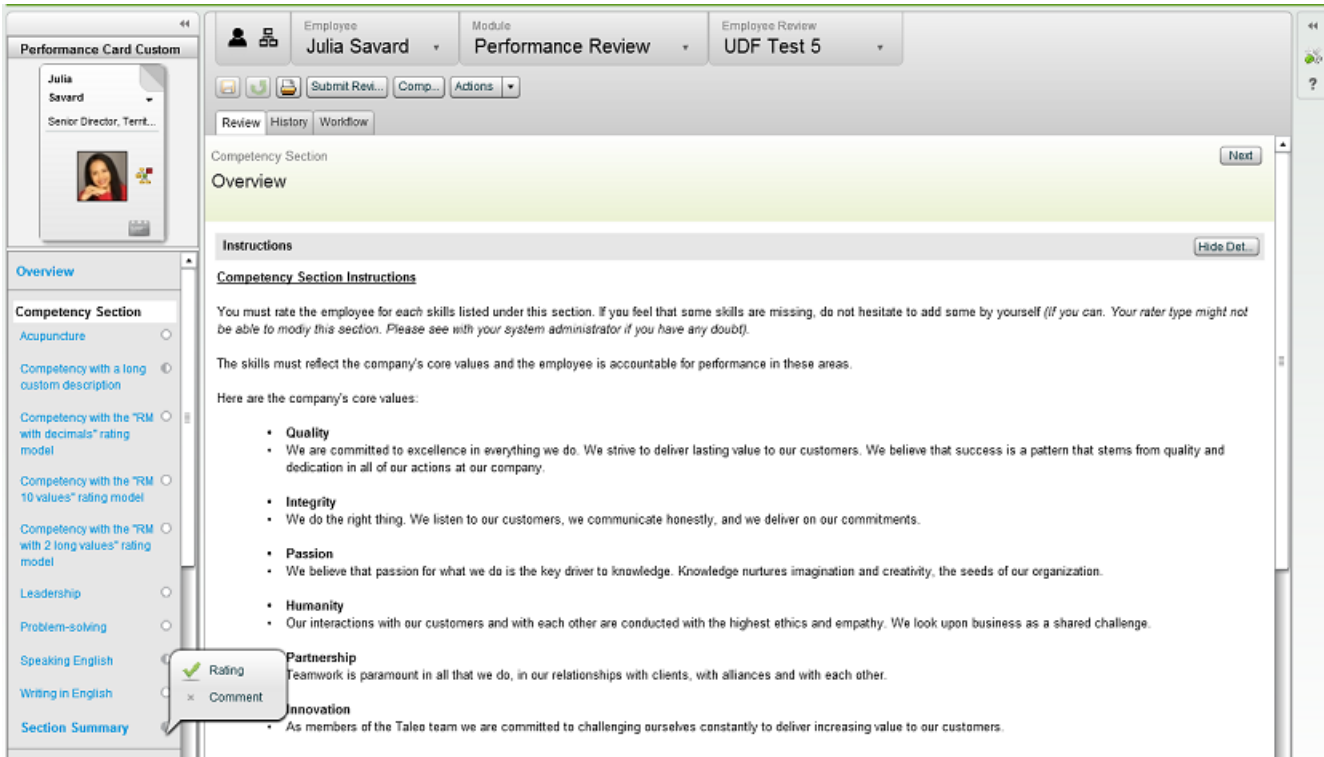 Performance Card Custom
Julia
Savard
Senior Director, Territ...
Overview
Competency Section
Acupuncture
Competency with a long
custom description
Competency with the "RM
with decimals" rating
model
Competency with the "RM
10 values" rating model
Competency with the "RM
with 2 long values" rating
model
Leadership
Problem-solving
Speaking English
Writing in English
Section Summary
Rating
Comment
Employee
Julia Savard
Module
Performance Review
Employee Review
UDF Test 5
Submit Revi...
Comp...
Actions
Review
History
Workflow
Competency Section
Next
Overview
Instructions
Hide Det...
Competency Section Instructions
You must rate the employee for each skills listed under this section. If you feel that some skills are missing, do not hesitate to add some by yourself (if you can. Your rater type might not
be able to modiy this section. Please see with your system administrator if you have any doubt).
The skills must reflect the company's core values and the employee is accountable for performance in these areas.
Here are the company's core values:
• Quality
• We are committed to excellence in everything we do. We strive to deliver lasting value to our customers. We believe that success is a pattern that stems from quality and
dedication in all of our actions at our company.
• Integrity
• We do the right thing. We listen to our customers, we communicate honestly, and we deliver on our commitments.
• Passion
• We believe that passion for what we do is the key driver to knowledge. Knowledge nurtures imagination and creativity, the seeds of our organization.
• Humanity
• Our interactions with our customers and with each other are conducted with the highest ethics and empathy. We look upon business as a shared challenge.
Partnership
Teamwork is paramount in all that we do, in our relationships with clients, with alliances and with each other.
Innovation
• As members of the Taleo team we are committed to challenging ourselves constantly to deliver increasing value to our customers.
?